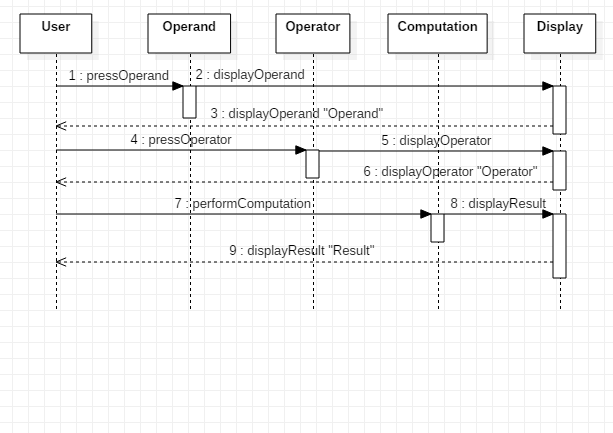 User Operand Operator Computation Display
1 : pressOperand 2 : displayOperand
3 : displayOperand "Operand"
4 : pressOperator 5 : displayOperator
6 : displayOperator "Operator"
7 : performComputation 8 : displayResult
9 : displayResult "Result"